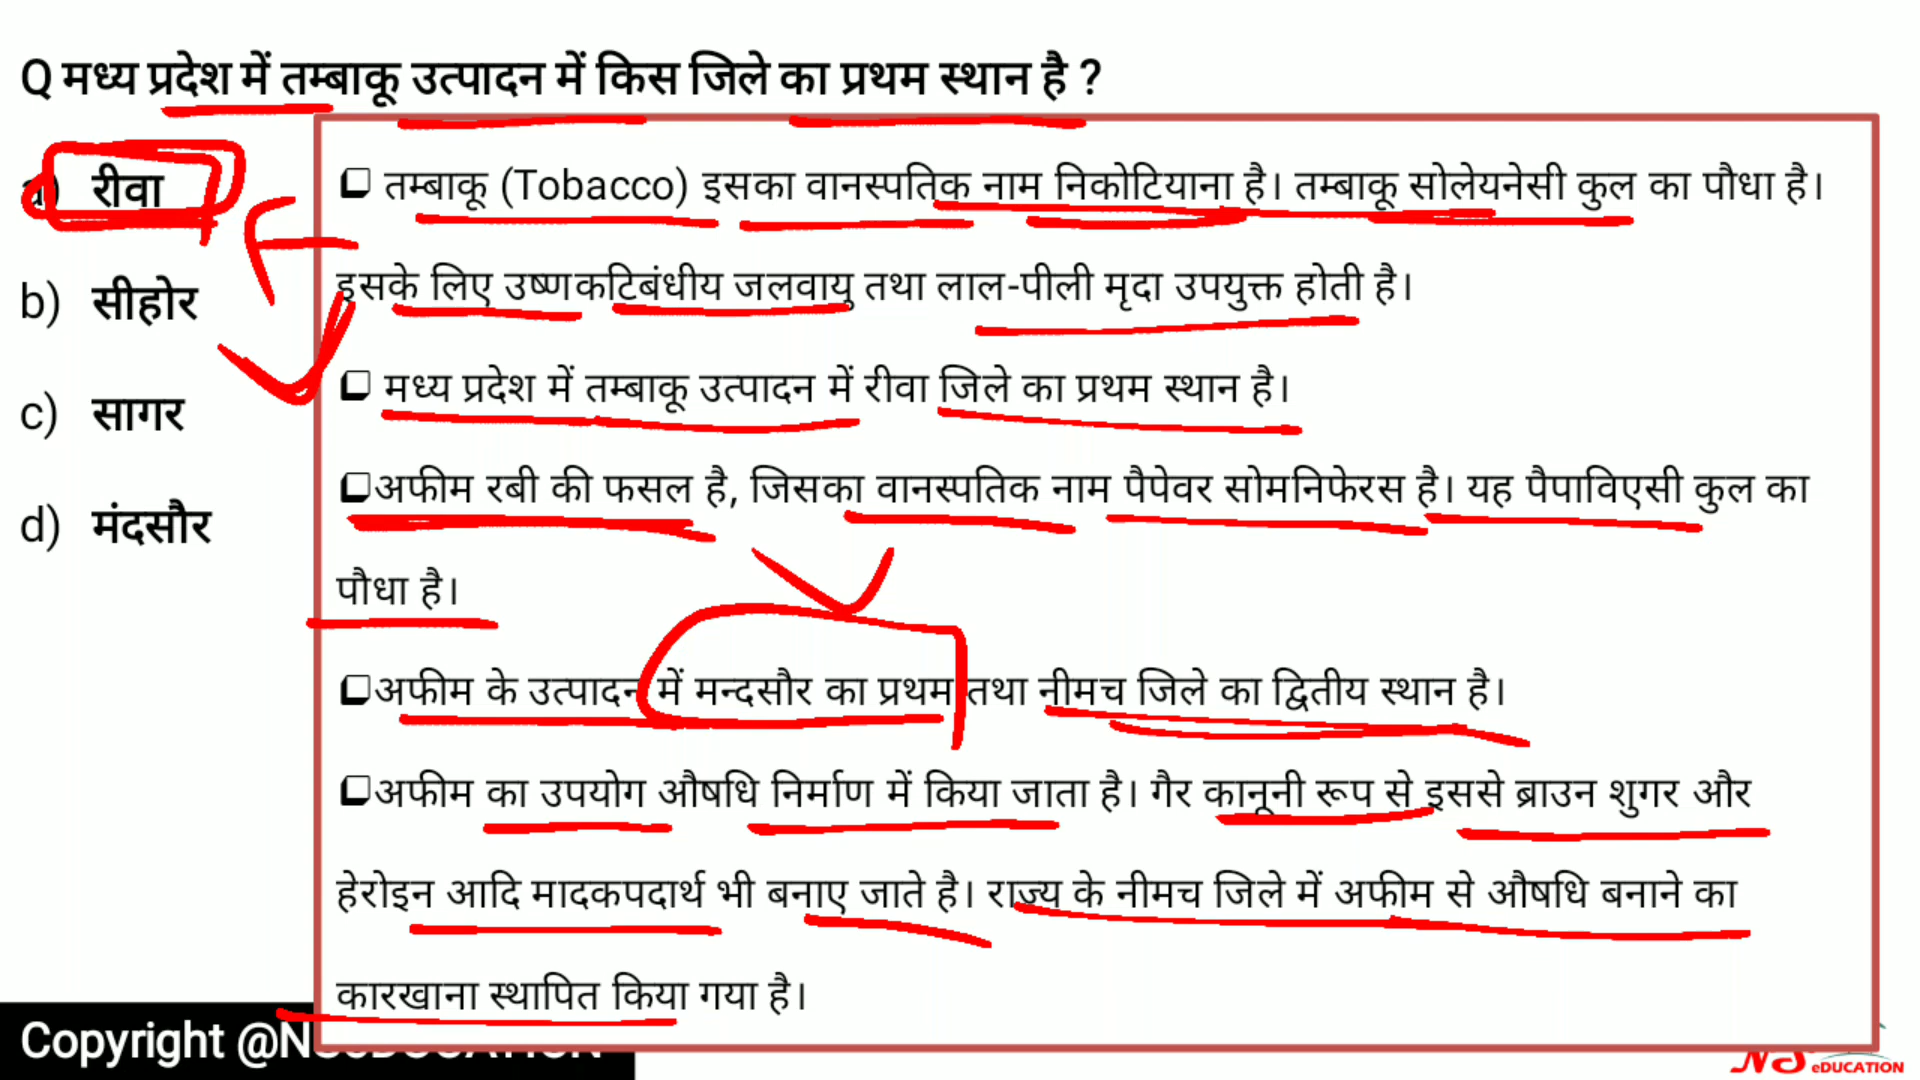 Q मध्य प्रदेश में तम्बाकू उत्पादन में किस जिले का प्रथम स्थान है ?
a) रीवा
b) सीहोर
c) सागर
d) मंदसौर
❑ तम्बाकू (Tobacco) इसका वानस्पतिक नाम निकोटियाना है। तम्बाकू सोलेयनेसी कुल का पौधा है।
इसके लिए उष्णकटिबंधीय जलवायु तथा लाल-पीली मृदा उपयुक्त होती है।
❑ मध्य प्रदेश में तम्बाकू उत्पादन में रीवा जिले का प्रथम स्थान है।
❑अफीम रबी की फसल है, जिसका वानस्पतिक नाम पैपेवर सोमनिफेरस है। यह पैपाविएसी कुल का
पौधा है।
❑अफीम के उत्पादन में मन्दसौर का प्रथम तथा नीमच जिले का द्वितीय स्थान है।
❑अफीम का उपयोग औषधि निर्माण में किया जाता है। गैर कानूनी रूप से इससे ब्राउन शुगर और
हेरोइन आदि मादकपदार्थ भी बनाए जाते है। राज्य के नीमच जिले में अफीम से औषधि बनाने का
कारखाना स्थापित किया गया है।
Copyright
NS eDUCATION